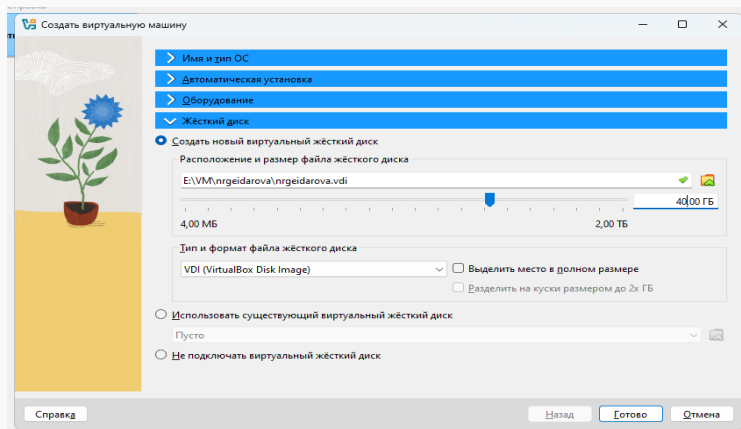 Справка
Создать виртуальную машину
Имя и тип ОС
Автоматическая установка
Оборудование
Жёсткий диск
Создать новый виртуальный жёсткий диск
Расположение и размер файла жёсткого диска
E:\VM\nrgeidarova\nrgeidarova.vdi
40,00 ГБ
4,00 МБ 2,00 ТБ
Тип и формат файла жёсткого диска
VDI (VirtualBox Disk Image) Выделить место в полном размере
Разделить на куски размером до 2х ГБ
Использовать существующий виртуальный жёсткий диск
Пусто
Не подключать виртуальный жёсткий диск
Справка Назад Готово Отмена